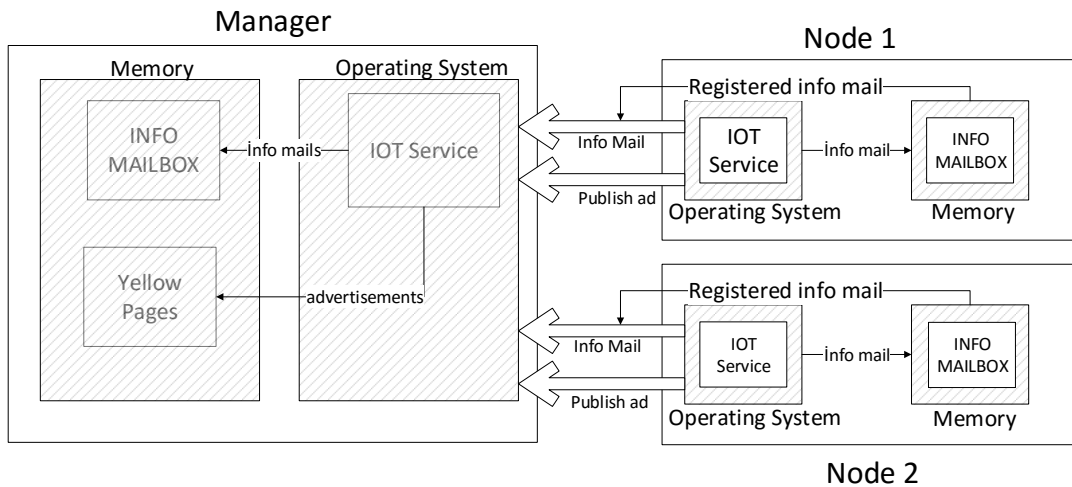 Manager
Memory
Operating System
INFO
MAILBOX
İnfo mails
IOT Service
Yellow
Pages
advertisements
Node 1
Registered info mail
Info Mail
IOT
Service
İnfo mail
INFO
MAILBOX
Publish ad
Operating System
Memory
Registered info mail
Info Mail
IOT
Service
İnfo mail
INFO
MAILBOX
Publish ad
Operating System
Memory
Node 2